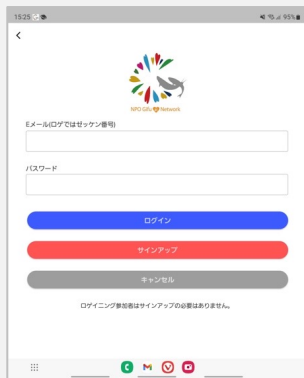 15:25
95%
NPO Gifu Network
Eメール(ロゲではゼッケン番号)
パスワード
ログイン
サインアップ
キャンセル
ロゲイニング参加者はサインアップの必要はありません。